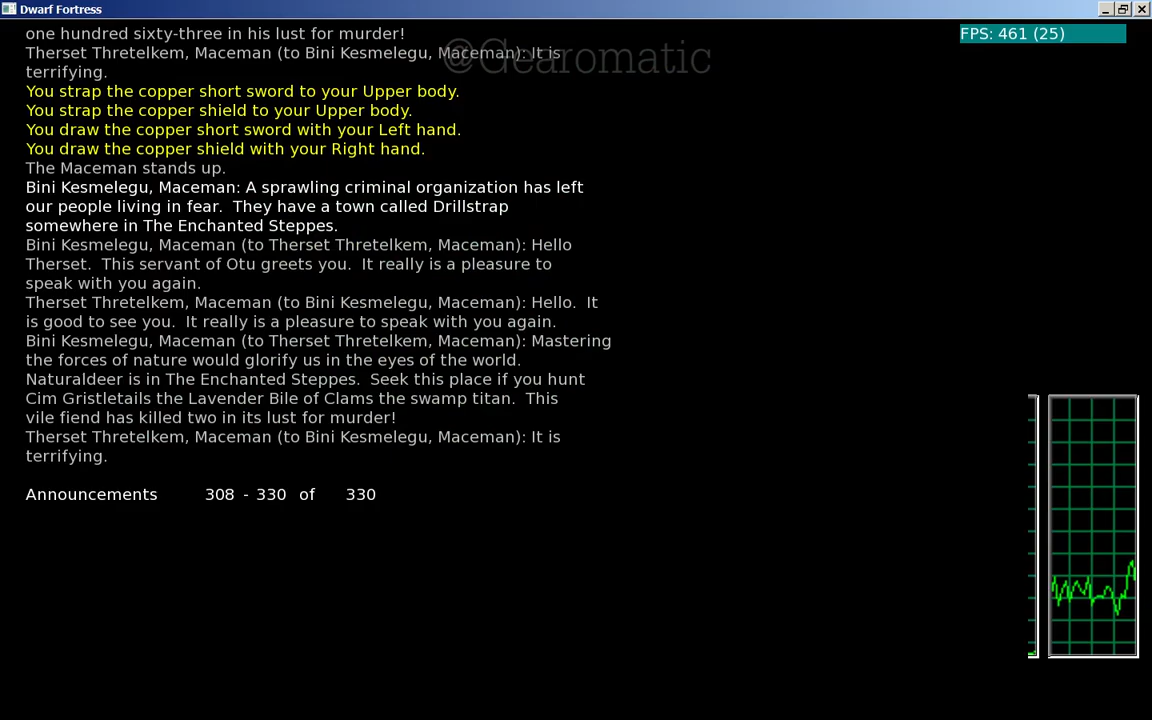 Dwarf Fortress
one hundred sixty-three in his lust for murder!
FPS: 461 (25)
@Gearomatic
Therset Thretelkem, Maceman (to Bini Kesmelegu, Maceman): It is
terrifying.
You strap the copper short sword to your Upper body.
You strap the copper shield to your Upper body.
You draw the copper short sword with your Left hand.
You draw the copper shield with your Right hand.
The Maceman stands up.
Bini Kesmelegu, Maceman: A sprawling criminal organization has left
our people living in fear.  They have a town called Drillstrap
somewhere in The Enchanted Steppes.
Bini Kesmelegu, Maceman (to Therset Thretelkem, Maceman): Hello
Therset.  This servant of Otu greets you.  It really is a pleasure to
speak with you again.
Therset Thretelkem, Maceman (to Bini Kesmelegu, Maceman): Hello.  It
is good to see you.  It really is a pleasure to speak with you again.
Bini Kesmelegu, Maceman (to Therset Thretelkem, Maceman): Mastering
the forces of nature would glorify us in the eyes of the world.
Naturaldeer is in The Enchanted Steppes.  Seek this place if you hunt
Cim Gristletails the Lavender Bile of Clams the swamp titan.  This
vile fiend has killed two in its lust for murder!
Therset Thretelkem, Maceman (to Bini Kesmelegu, Maceman): It is
terrifying.
Announcements 308 - 330 of 330